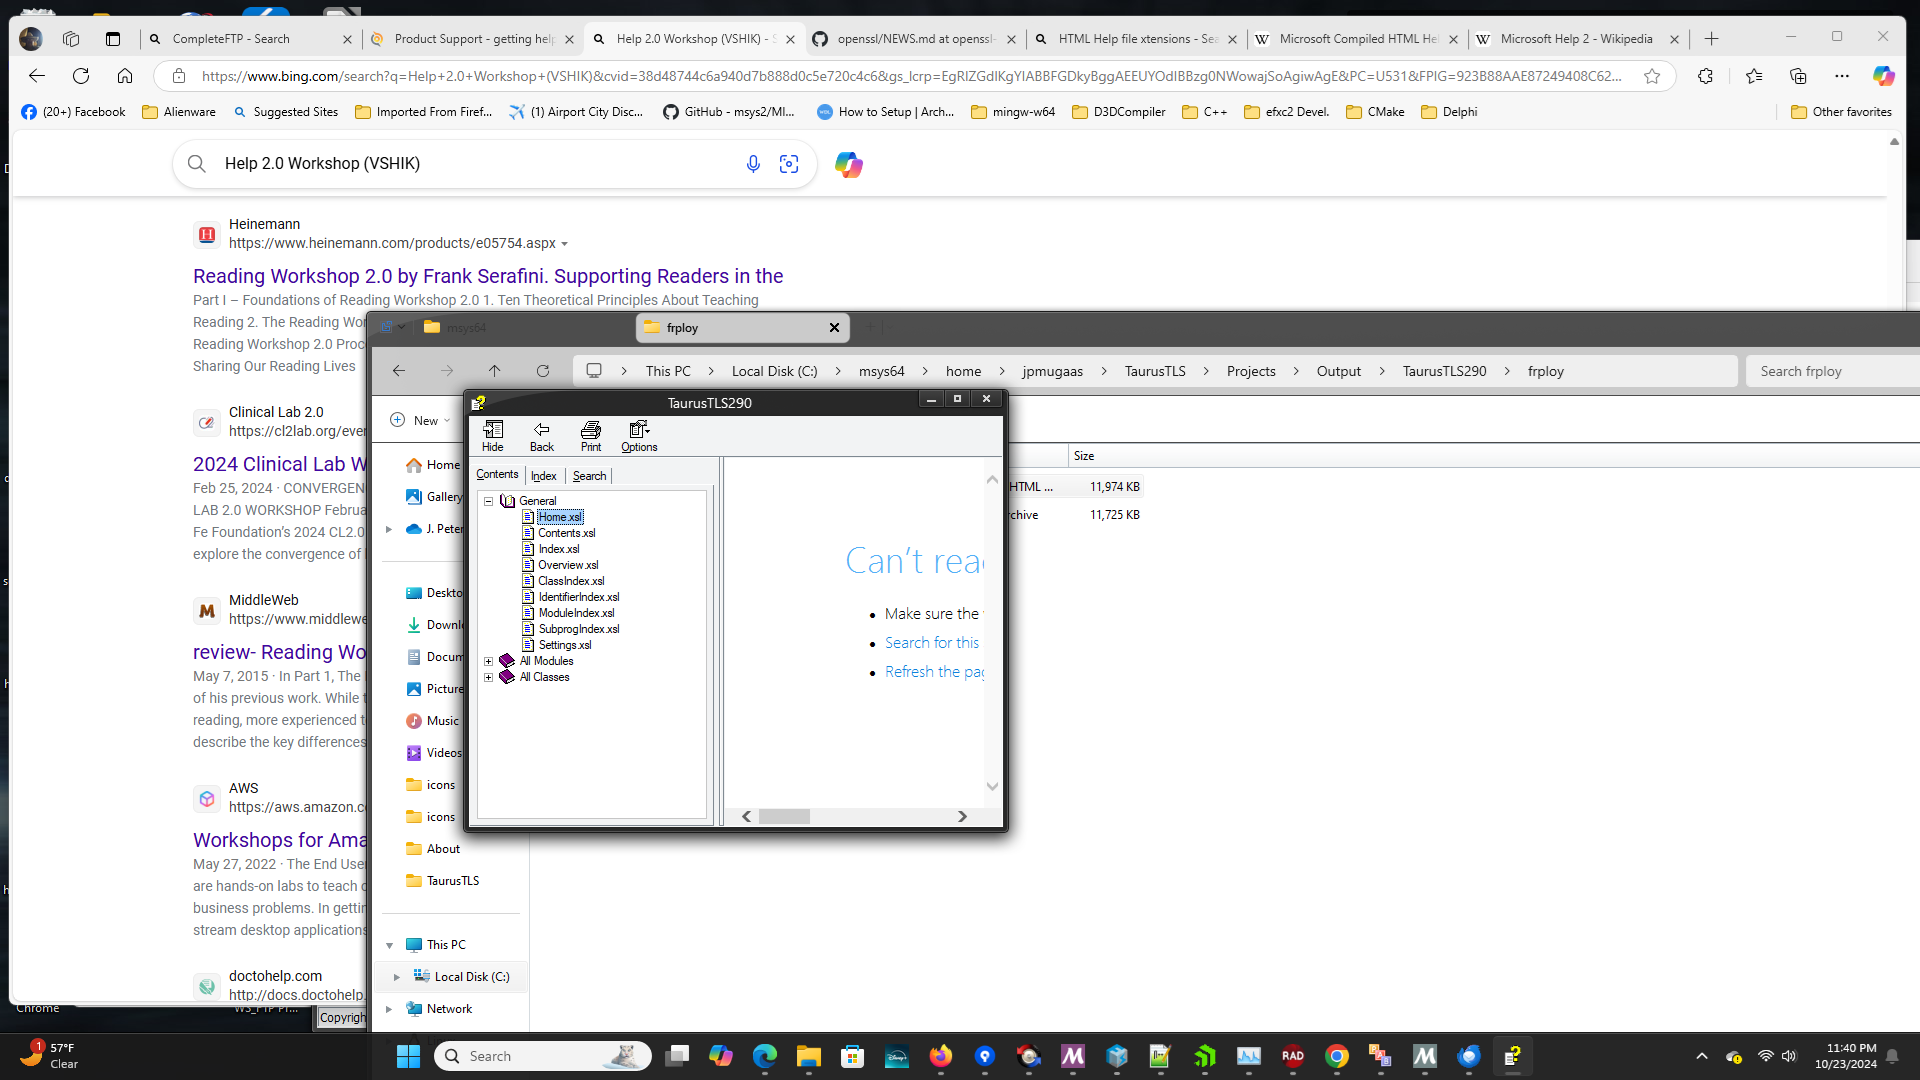 CompleteFTP - Search
Product Support - getting help
Help 2.0 Workshop (VSHIK) - S
openssl/NEWS.md at openssl-
HTML Help file xtensions - Sea
Microsoft Compiled HTML He
Microsoft Help 2 - Wikipedia
https://www.bing.com/search?q=Help+2.0+Workshop+(VSHIK)&cvid=38d48744c6a940d7b888d0c5e720c4c6&gs_lcrp=EgRlZGdlKgYIABBFGDkyBggAEEUYOdIBBzg0NWowajSoAgiwAgE&PC=U531&FPIG=923B88AAE87249408C62...
(20+) Facebook
Alienware
Suggested Sites
Imported From Firef...
(1) Airport City Disc...
GitHub - msys2/MI...
How to Setup | Arch...
mingw-w64
D3DCompiler
C++
efxc2 Devel.
CMake
Delphi
Other favorites
Help 2.0 Workshop (VSHIK)
Heinemann
https://www.heinemann.com/products/e05754.aspx
Reading Workshop 2.0 by Frank Serafini. Supporting Readers in the
Part I – Foundations of Reading Workshop 2.0 1. Ten Theoretical Principles About Teaching
Reading 2. The Reading Wor
Reading Workshop 2.0 Proc
Sharing Our Reading Lives
Clinical Lab 2.0
https://cl2lab.org/ever
2024 Clinical Lab W
Feb 25, 2024 · CONVERGEN
LAB 2.0 WORKSHOP Februa
Fe Foundation's 2024 CL2.0
explore the convergence of
MiddleWeb
https://www.middlewe
review- Reading Wo
May 7, 2015 · In Part 1, The
of his previous work. While t
reading, more experienced t
describe the key differences
AWS
https://aws.amazon.co
Workshops for Ama
May 27, 2022 · The End User
are hands-on labs to teach c
business problems. In gettin
stream desktop applications
doctohelp.com
http://docs.doctohelp.
msys64
frploy
This PC
Local Disk (C:)
msys64
home
jpmugaas
TaurusTLS
Projects
Output
TaurusTLS290
frploy
Search frploy
New
Size
HTML ...
11,974 KB
rchive
11,725 KB
Home
Gallery
J. Peter
Deskto
Downl
Docum
Picture
Music
Videos
icons
icons
About
TaurusTLS
This PC
Local Disk (C:)
Network
TaurusTLS290
Hide
Back
Print
Options
Contents
Index
Search
General
Home.xsl
Contents.xsl
Index.xsl
Overview.xsl
ClassIndex.xsl
IdentifierIndex.xsl
ModuleIndex.xsl
SubprogIndex.xsl
Settings.xsl
All Modules
All Classes
Can't rea
Make sure the
Search for this
Refresh the pag
Chrome
WS_FTP Pr...
Copyrigh
1
57°F
Clear
Search
RAD
11:40 PM
10/23/2024